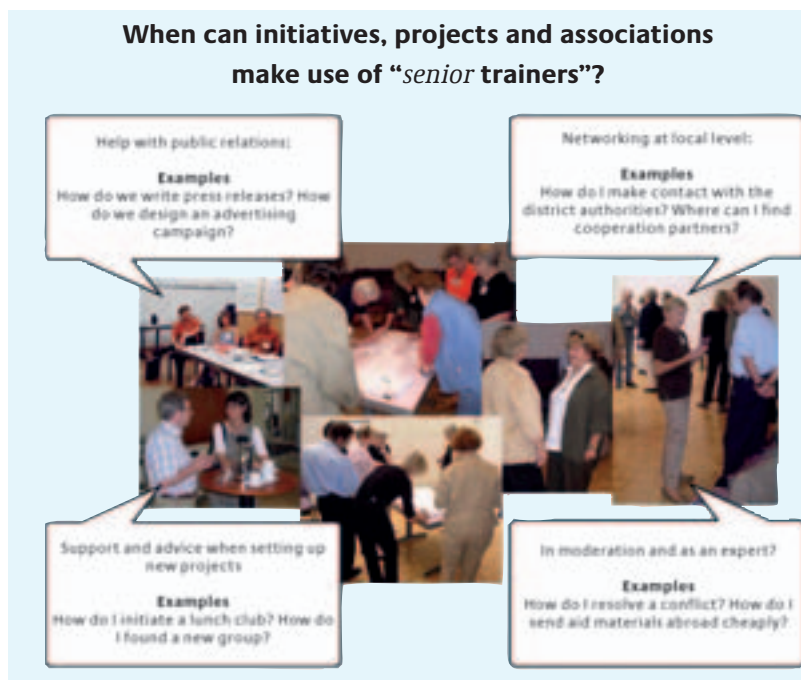 When can initiatives, projects and associations
make use of “senior trainers”?
Help with public relations:
Examples
How do we write press releases? How
do we design an advertising
campaign?
Networking at local level:
Examples
How do I make contact with the
district authorities? Where can I find
cooperation partners?
Support and advice when setting up
new projects
Examples
How do I initiate a lunch club? How do
I found a new group?
In moderation and as an expert?
Examples
How do I resolve a conflict? How do I
send aid materials abroad cheaply?